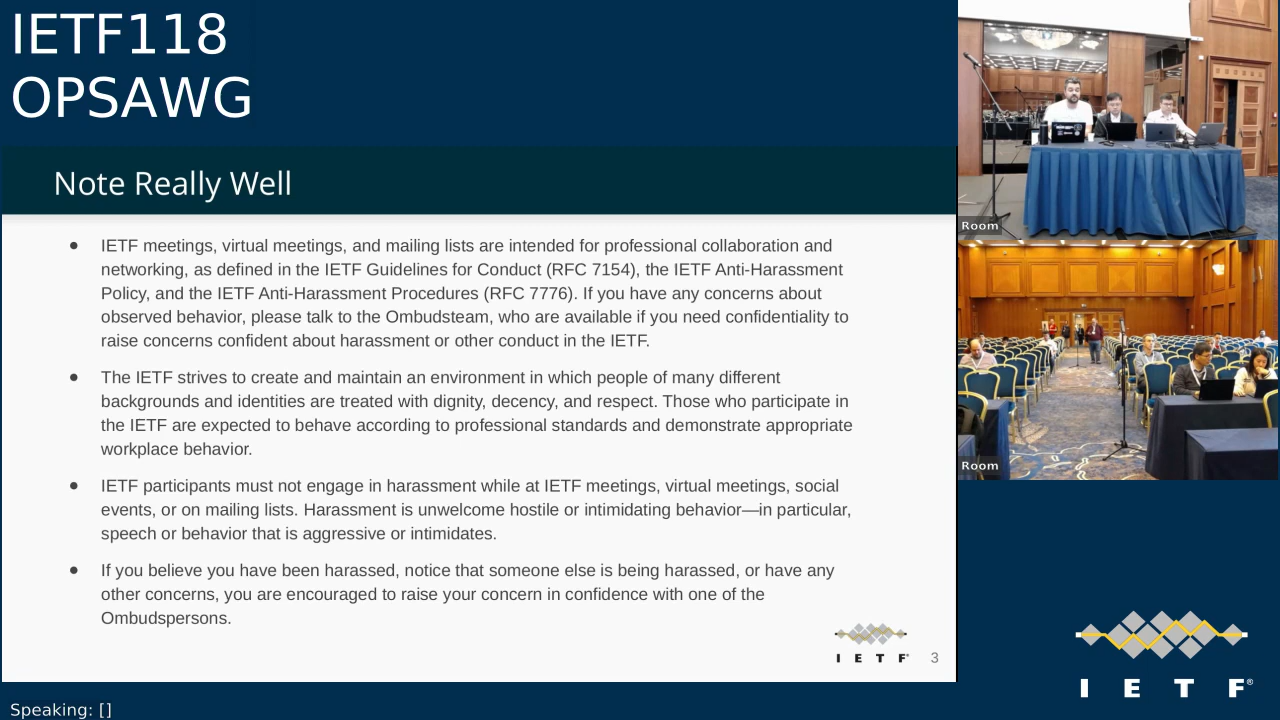 IETF118
OPSAWG
Note Really Well
● IETF meetings, virtual meetings, and mailing lists are intended for professional collaboration and
networking, as defined in the IETF Guidelines for Conduct (RFC 7154), the IETF Anti-Harassment
Policy, and the IETF Anti-Harassment Procedures (RFC 7776). If you have any concerns about
observed behavior, please talk to the Ombudsteam, who are available if you need confidentiality to
raise concerns confident about harassment or other conduct in the IETF.
● The IETF strives to create and maintain an environment in which people of many different
backgrounds and identities are treated with dignity, decency, and respect. Those who participate in
the IETF are expected to behave according to professional standards and demonstrate appropriate
workplace behavior.
● IETF participants must not engage in harassment while at IETF meetings, virtual meetings, social
events, or on mailing lists. Harassment is unwelcome hostile or intimidating behavior—in particular,
speech or behavior that is aggressive or intimidates.
● If you believe you have been harassed, notice that someone else is being harassed, or have any
other concerns, you are encouraged to raise your concern in confidence with one of the
Ombudspersons.
IETF®
3
Room
Room
IETF®
Speaking: []